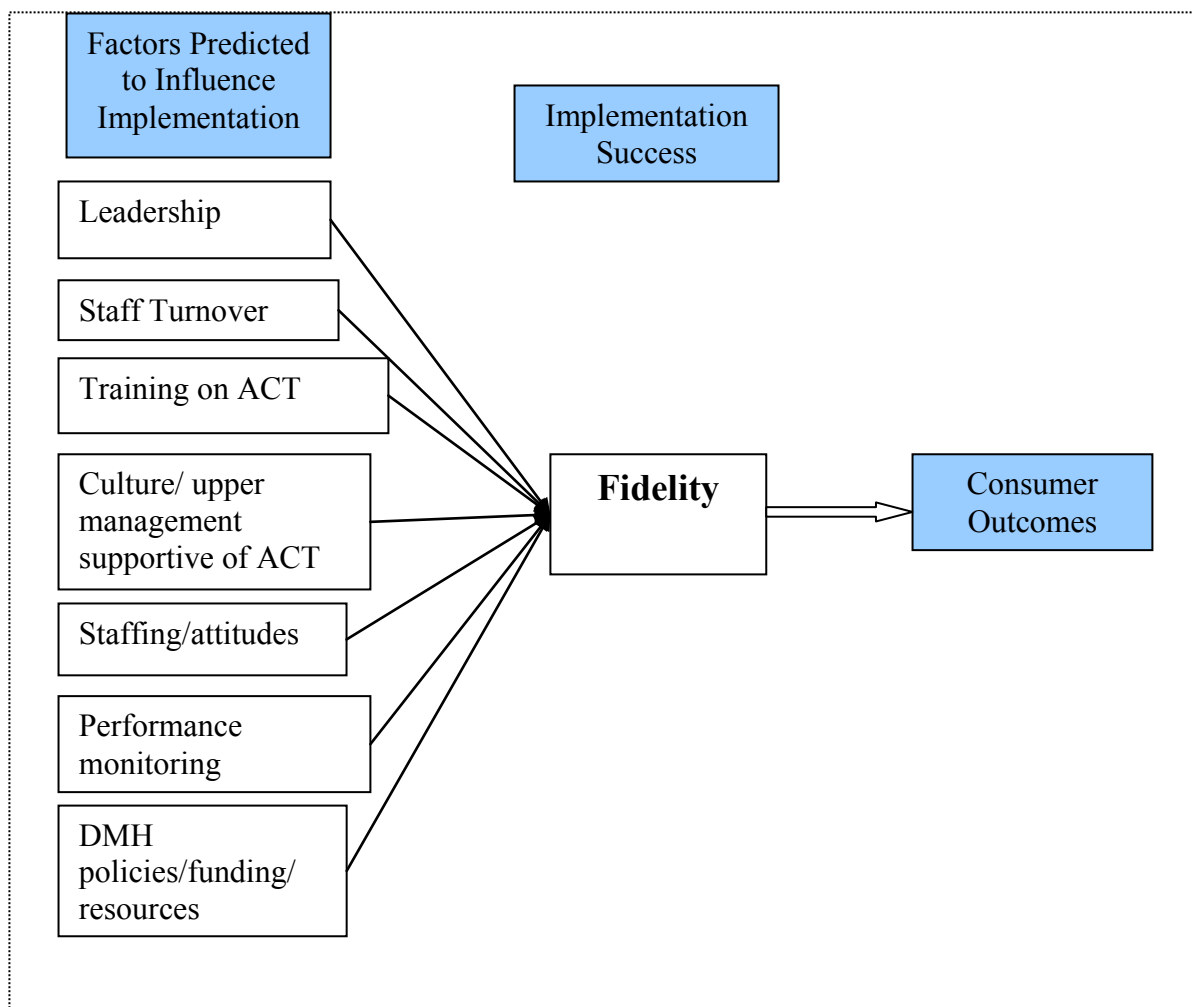 Factors Predicted
to Influence
Implementation
Implementation
Success
Leadership
Staff Turnover
Training on ACT
Culture/ upper
management
supportive of ACT
Staffing/attitudes
Performance
monitoring
DMH
policies/funding/
resources
Fidelity
Consumer
Outcomes